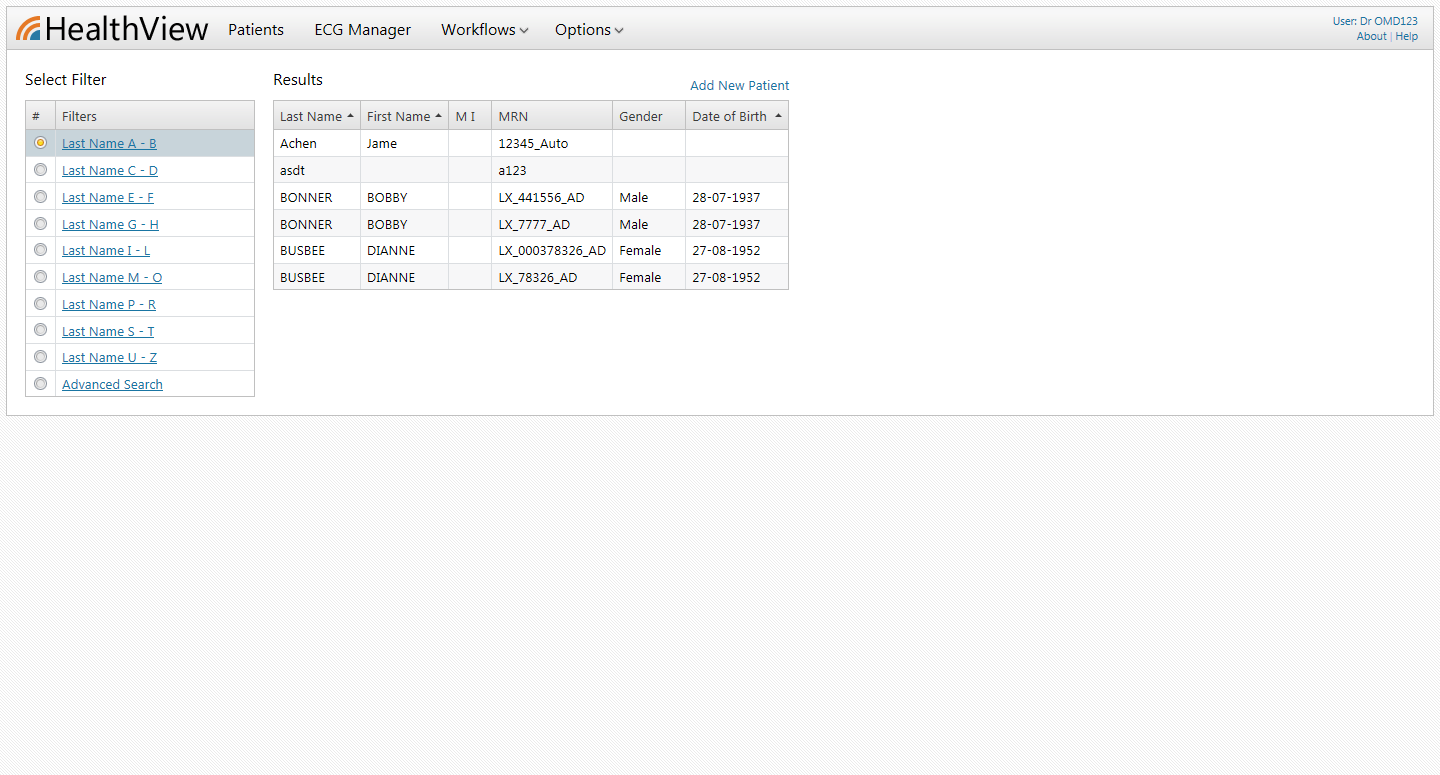 HealthView Patients ECG Manager Workflows Options
User: Dr OMD123
About | Help
Select Filter
# Filters
Last Name A - B
Last Name C - D
Last Name E - F
Last Name G - H
Last Name I - L
Last Name M - O
Last Name P - R
Last Name S - T
Last Name U - Z
Advanced Search
Results
Add New Patient
Last Name First Name M I MRN Gender Date of Birth
Achen Jame 12345_Auto
asdt a123
BONNER BOBBY LX_441556_AD Male 28-07-1937
BONNER BOBBY LX_7777_AD Male 28-07-1937
BUSBEE DIANNE LX_000378326_AD Female 27-08-1952
BUSBEE DIANNE LX_78326_AD Female 27-08-1952